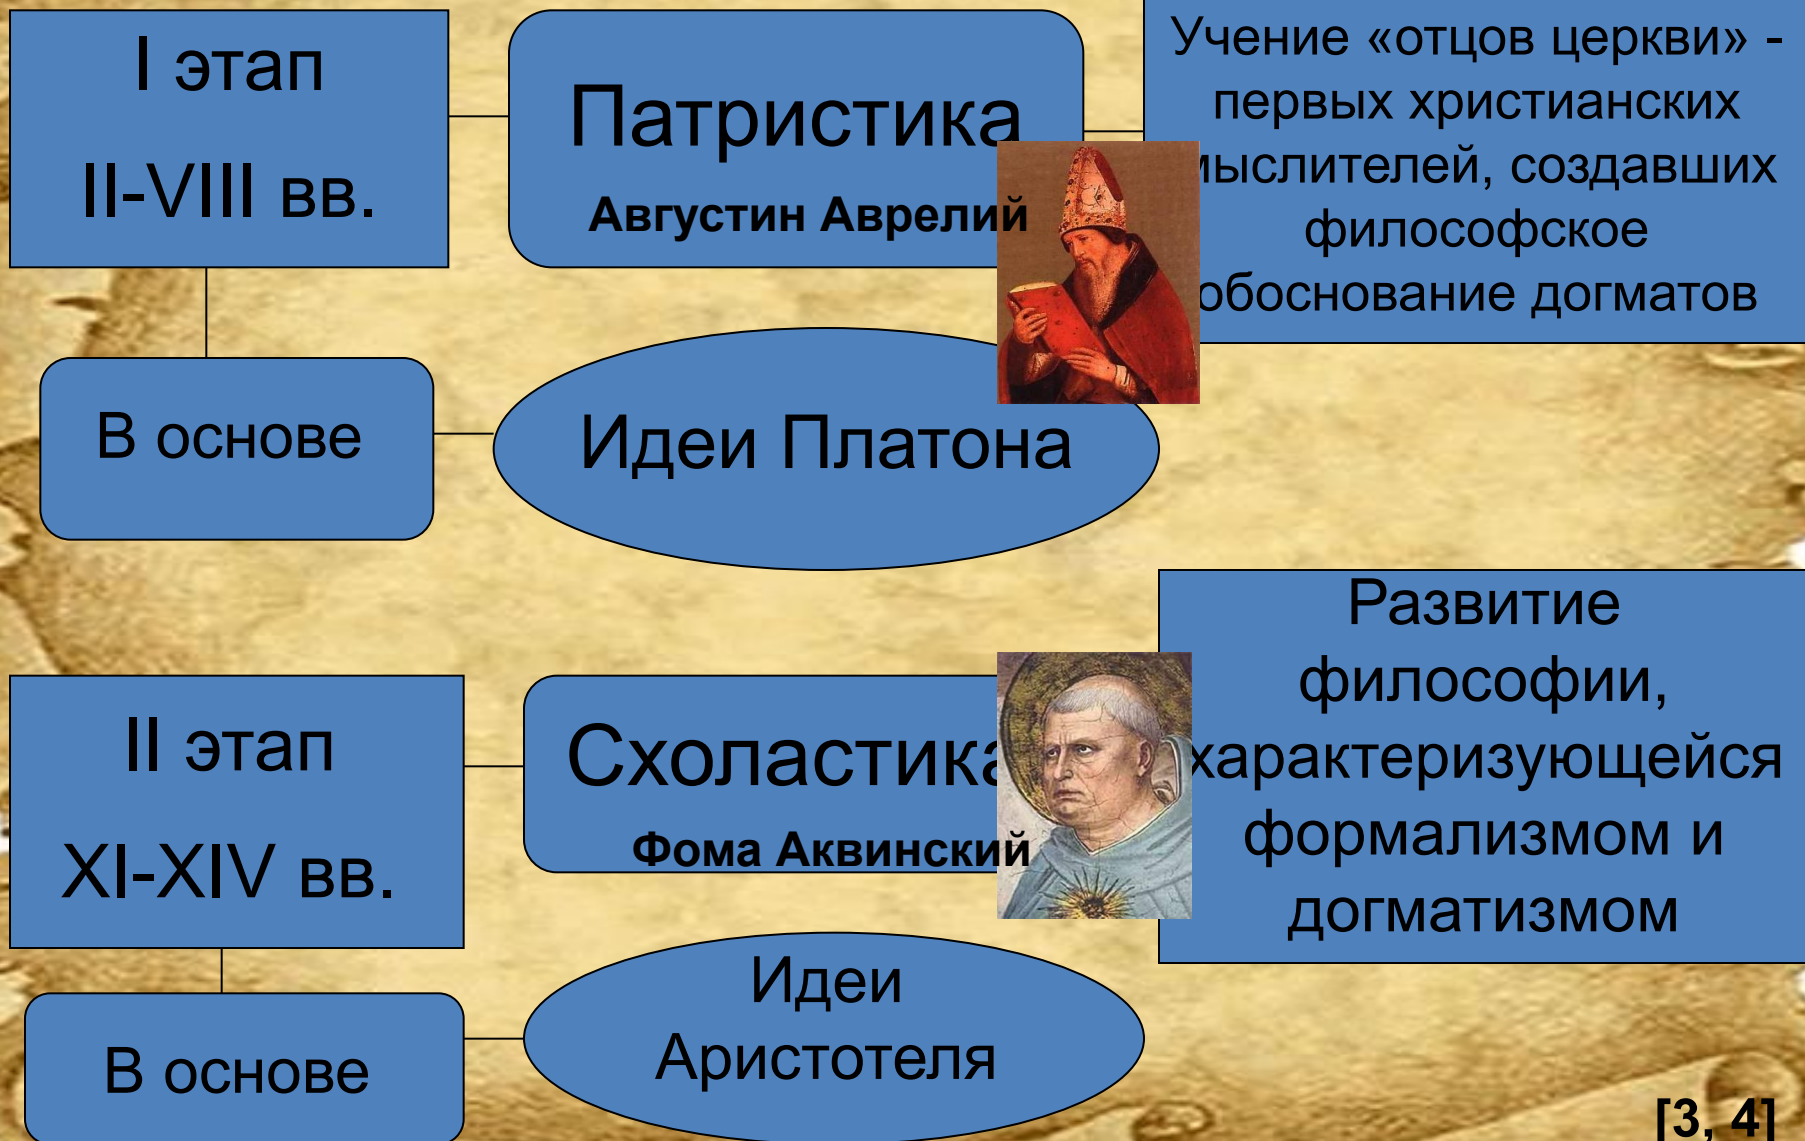 I этап
II-VIII вв.
Патристика
Августин Аврелий
Учение «отцов церкви» -
первых христианских
мыслителей, создавших
философское
обоснование догматов
В основе
Идеи Платона
II этап
XI-XIV вв.
Схоластика
Фома Аквинский
Развитие
философии,
характеризующейся
формализмом и
догматизмом
В основе
Идеи
Аристотеля
[3, 4]